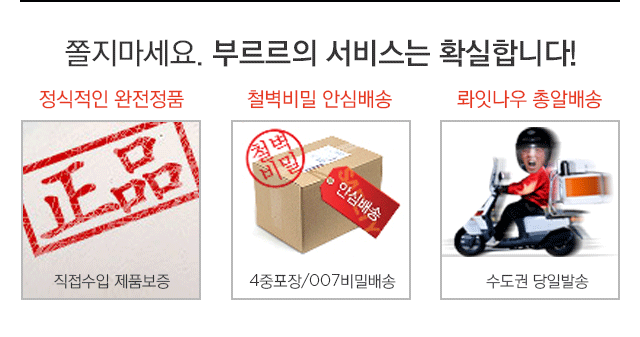 쫄지마세요. 부르르의 서비스는 확실합니다!
정식적인 완전정품
철벽비밀 안심배송
롸잇나우 총알배송
正品
철벽
비밀
안심배송
직접수입 제품보증
4중포장/007비밀배송
수도권 당일발송